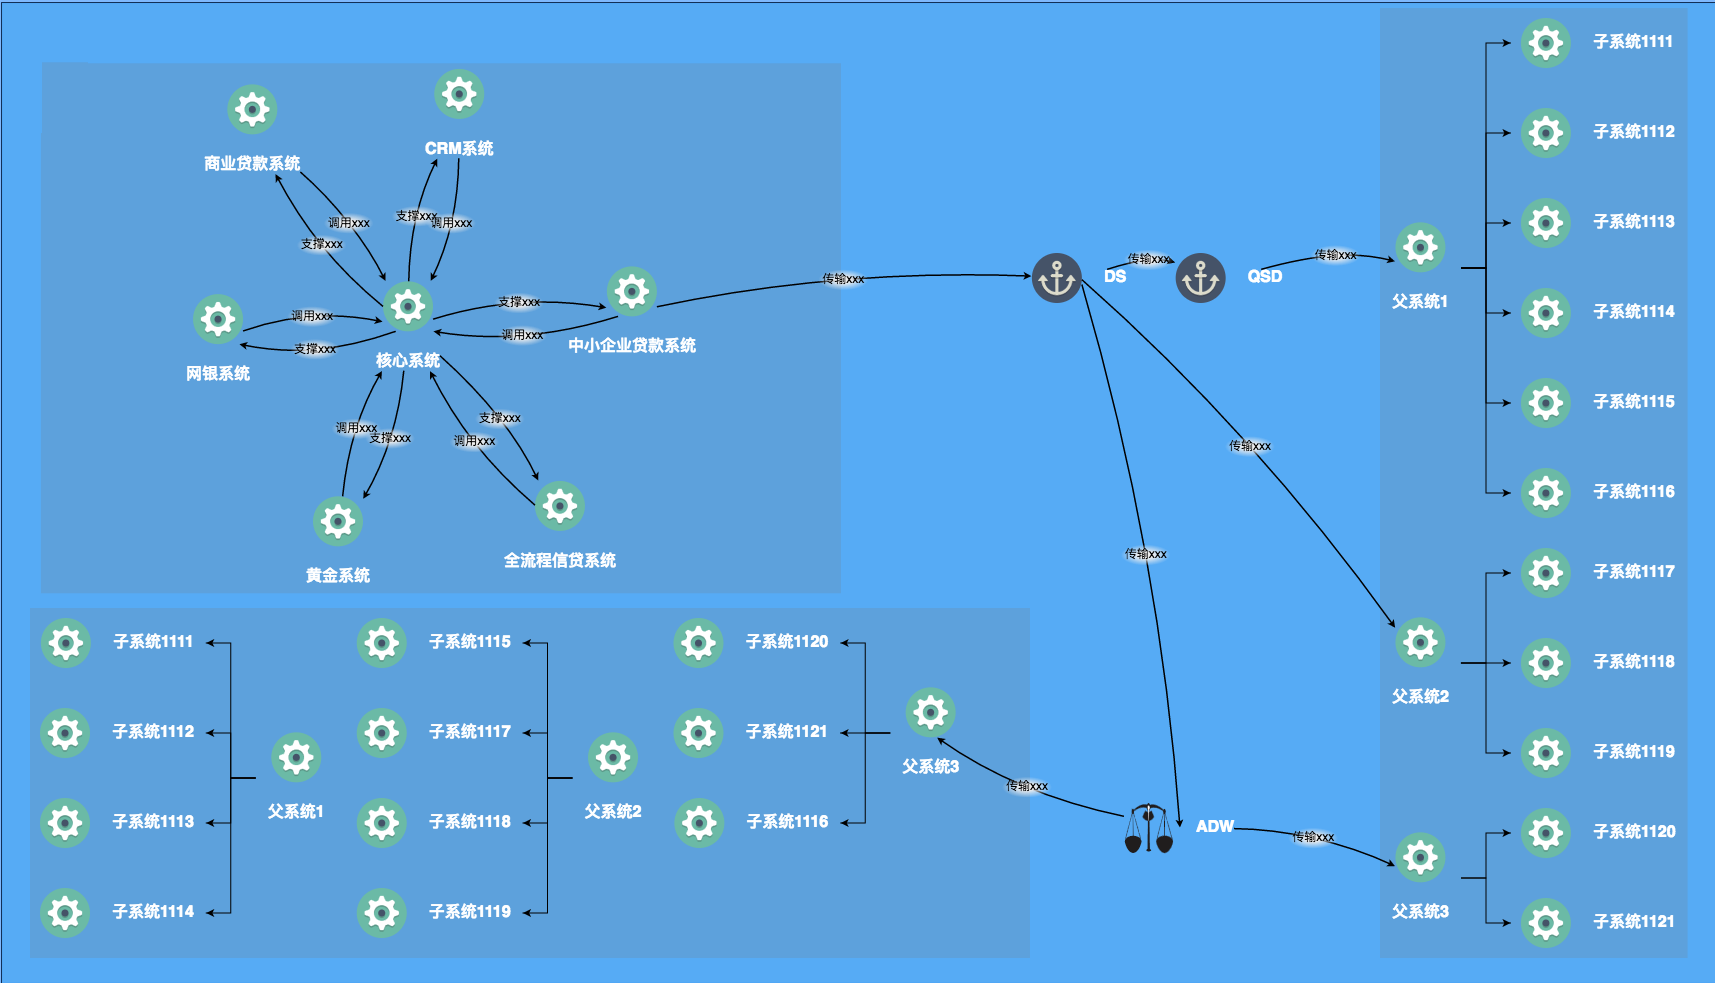 商业贷款系统
CRM系统
调用xxx
支撑xxx
支撑xxx
调用xxx
网银系统
调用xxx
支撑xxx
核心系统
支撑xxx
调用xxx
中小企业贷款系统
调用xxx
支撑xxx
支撑xxx
调用xxx
黄金系统
全流程信贷系统
传输xxx
DS
传输xxx
QSD
传输xxx
传输xxx
传输xxx
父系统1
子系统1111
子系统1112
子系统1113
子系统1114
子系统1115
子系统1116
父系统2
子系统1117
子系统1118
子系统1119
ADW
传输xxx
传输xxx
父系统3
子系统1120
子系统1121
子系统1111
子系统1112
子系统1113
子系统1114
父系统1
子系统1115
子系统1117
子系统1118
子系统1119
父系统2
子系统1120
子系统1121
子系统1116
父系统3